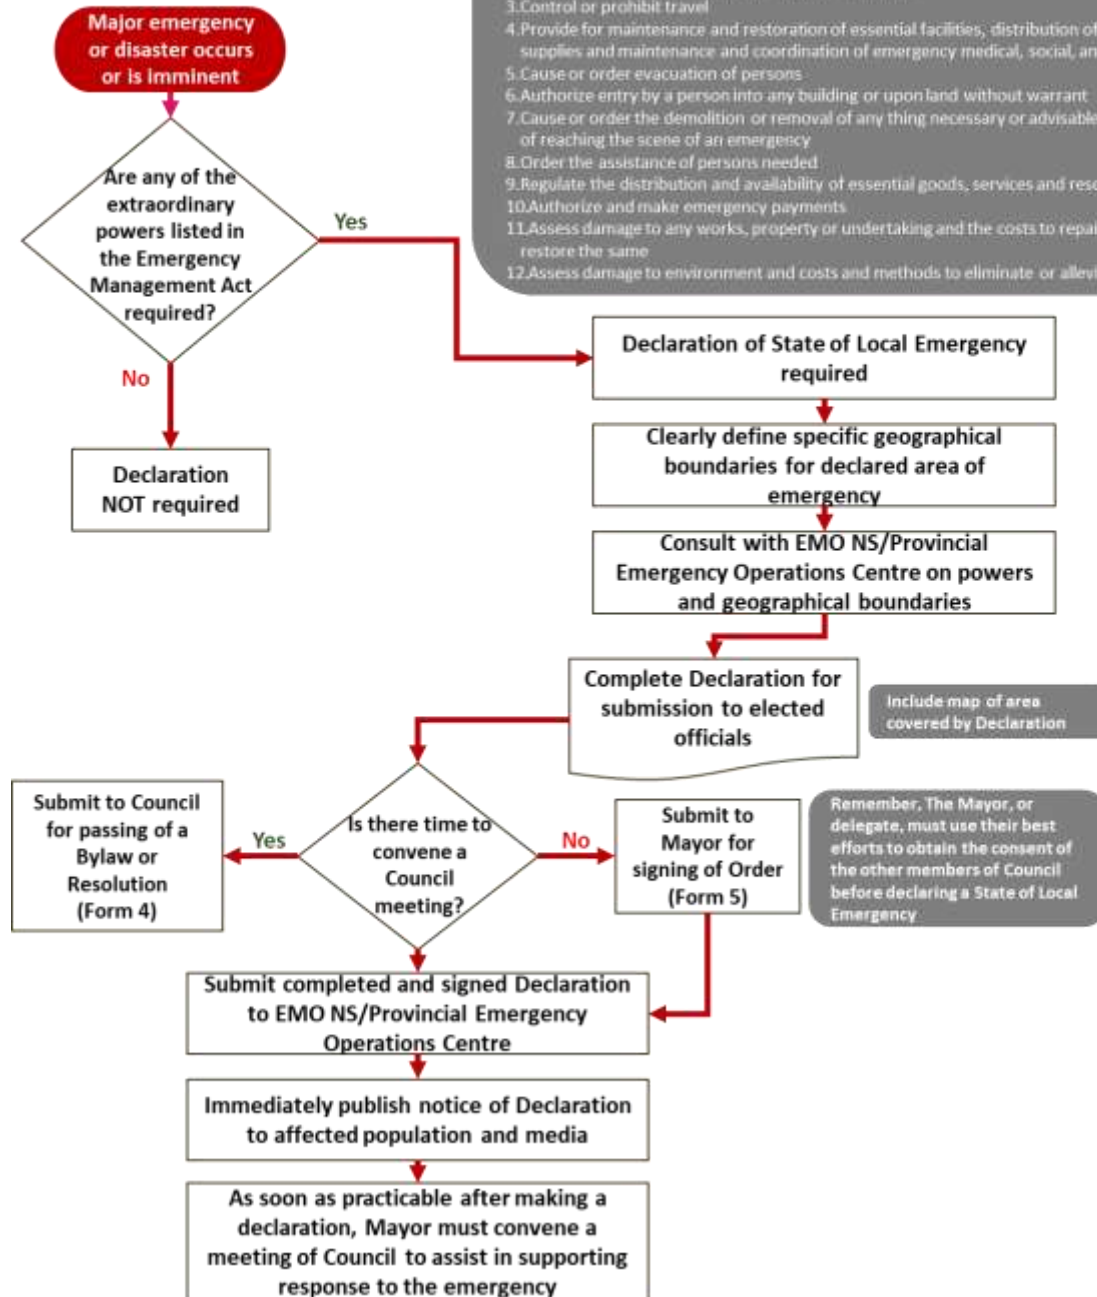 3.Control or prohibit travel
4.Provide for maintenance and restoration of essential facilities, distribution of
supplies and maintenance and coordination of emergency medical, social, an
5.Cause or order evacuation of persons
6.Authorize entry by a person into any building or upon land without warrant
7.Cause or order the demolition or removal of any thing necessary or advisable
of reaching the scene of an emergency
8.Order the assistance of persons needed
9.Regulate the distribution and availability of essential goods, services and reso
10.Authorize and make emergency payments
11.Assess damage to any works, property or undertaking and the costs to repai
restore the same
12.Assess damage to environment and costs and methods to eliminate or allevi
Major emergency
or disaster occurs
or is imminent
Are any of the
extraordinary
powers listed in
the Emergency
Management Act
required?
Yes
No
Declaration
NOT required
Declaration of State of Local Emergency
required
Clearly define specific geographical
boundaries for declared area of
emergency
Consult with EMO NS/Provincial
Emergency Operations Centre on powers
and geographical boundaries
Complete Declaration for
submission to elected
officials
Include map of area
covered by Declaration
Is there time to
convene a
Council
meeting?
Yes
No
Submit to Council
for passing of a
Bylaw or
Resolution
(Form 4)
Submit to
Mayor for
signing of Order
(Form 5)
Remember, The Mayor, or
delegate, must use their best
efforts to obtain the consent of
the other members of Council
before declaring a State of Local
Emergency
Submit completed and signed Declaration
to EMO NS/Provincial Emergency
Operations Centre
Immediately publish notice of Declaration
to affected population and media
As soon as practicable after making a
declaration, Mayor must convene a
meeting of Council to assist in supporting
response to the emergency